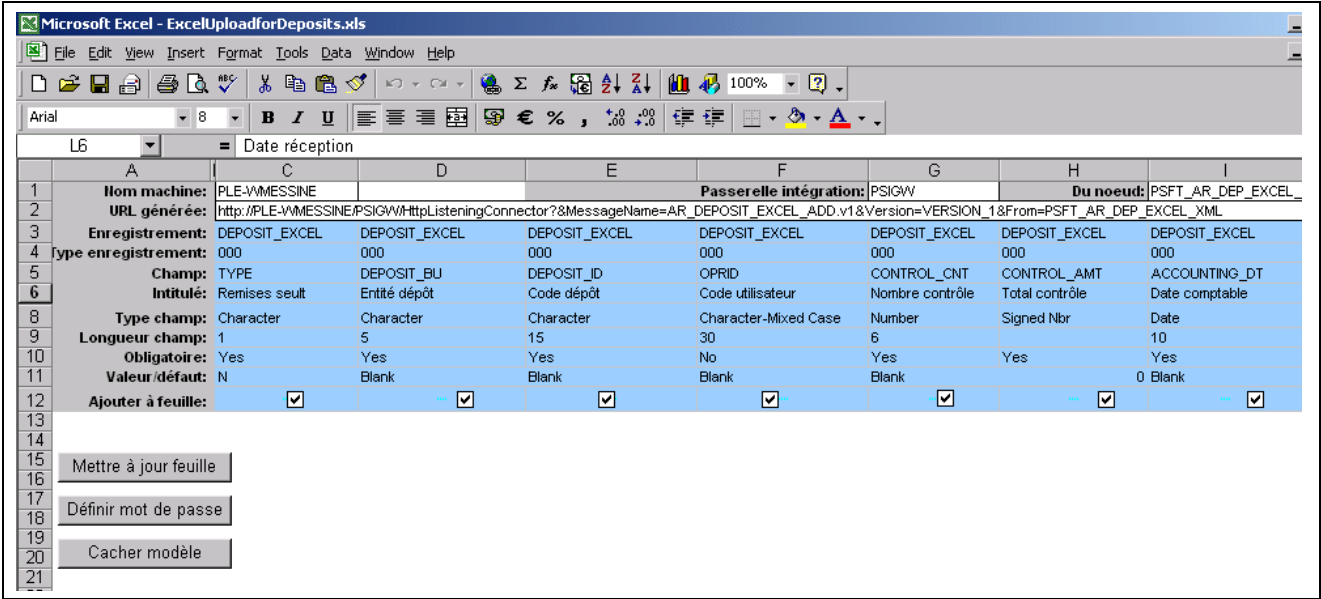 Microsoft Excel - ExcelUploadforDeposits.xls
File Edit View Insert Format Tools Data Window Help
100%
Arial 8 B I U € % ,
L6 = Date réception
A C D E F G H I
1 Nom machine: PLE-WMESSINE Passerelle intégration: PSIGW Du noeud: PSFT_AR_DEP_EXCEL_
2 URL générée: http://PLE-WMESSINE/PSIGW/HttpListeningConnector?&MessageName=AR_DEPOSIT_EXCEL_ADD.v1&Version=VERSION_1&From=PSFT_AR_DEP_EXCEL_XML
3 Enregistrement: DEPOSIT_EXCEL DEPOSIT_EXCEL DEPOSIT_EXCEL DEPOSIT_EXCEL DEPOSIT_EXCEL DEPOSIT_EXCEL DEPOSIT_EXCEL
4 Type enregistrement: 000 000 000 000 000 000 000
5 Champ: TYPE DEPOSIT_BU DEPOSIT_ID OPRID CONTROL_CNT CONTROL_AMT ACCOUNTING_DT
6 Intitulé: Remises seult Entité dépôt Code dépôt Code utilisateur Nombre contrôle Total contrôle Date comptable
8 Type champ: Character Character Character Character-Mixed Case Number Signed Nbr Date
9 Longueur champ: 1 5 15 30 6 10
10 Obligatoire: Yes Yes Yes No Yes Yes Yes
11 Valeur/défaut: N Blank Blank Blank Blank 0 Blank
12 Ajouter à feuille:
13
14
15
Mettre à jour feuille
16
17
Définir mot de passe
18
19
Cacher modèle
20
21